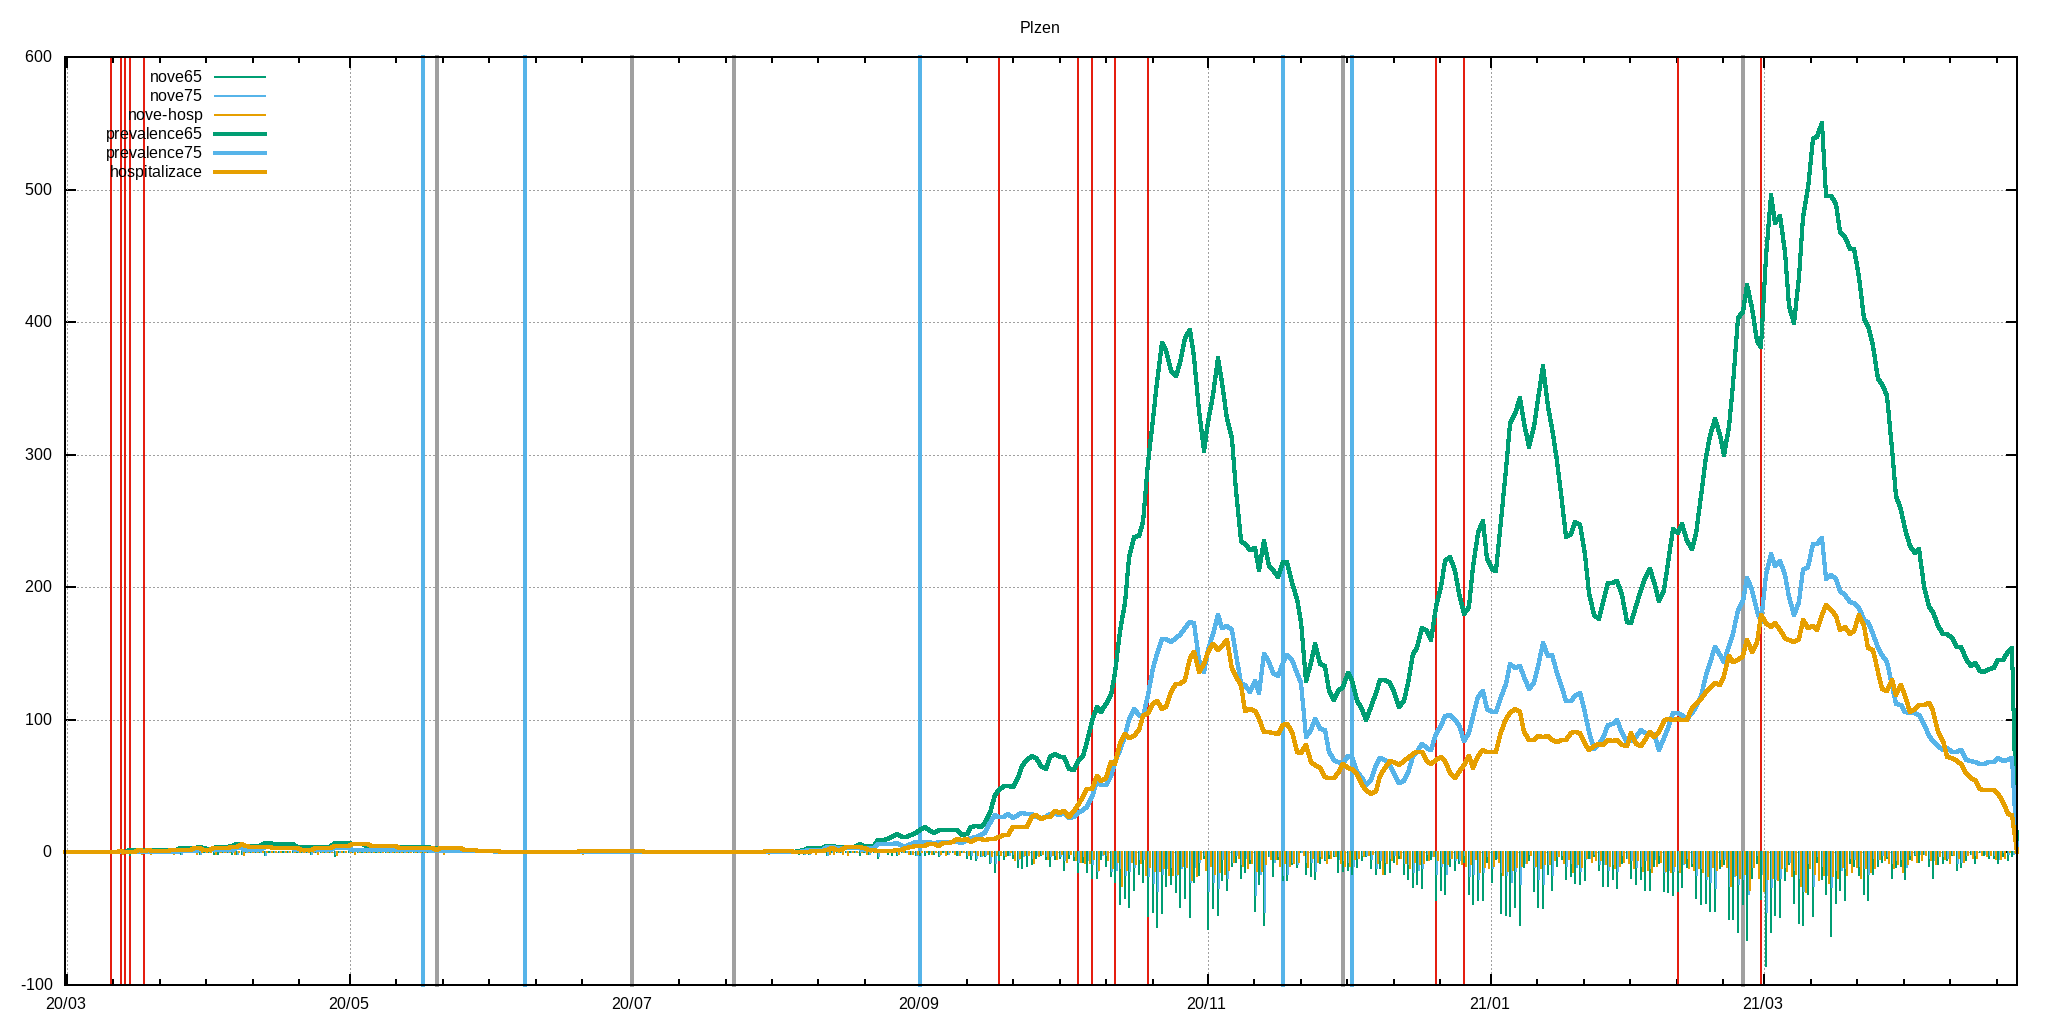 Plzen
600
nove65
nove75
nove-hosp
prevalence65
prevalence75
hospitalizace
500
400
300
200
100
0
-100
20/03 20/05 20/07 20/09 20/11 21/01 21/03